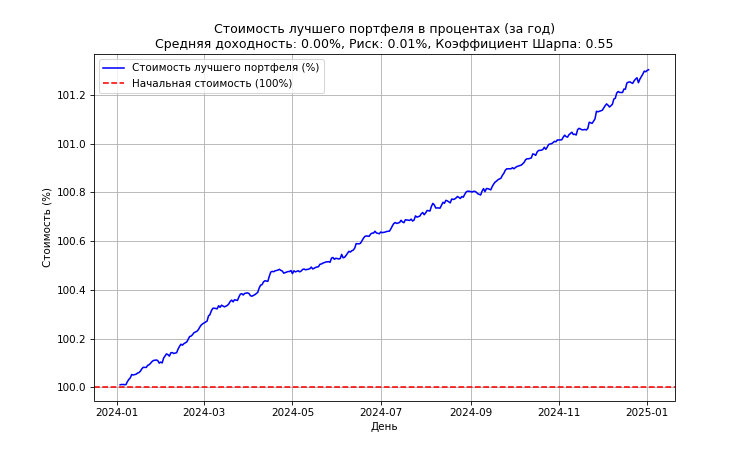 Стоимость лучшего портфеля в процентах (за год)
Средняя доходность: 0.00%, Риск: 0.01%, Коэффициент Шарпа: 0.55
Стоимость лучшего портфеля (%)
Начальная стоимость (100%)
Стоимость (%)
101.2
101.0
100.8
100.6
100.4
100.2
100.0
2024-01 2024-03 2024-05 2024-07 2024-09 2024-11 2025-01
День